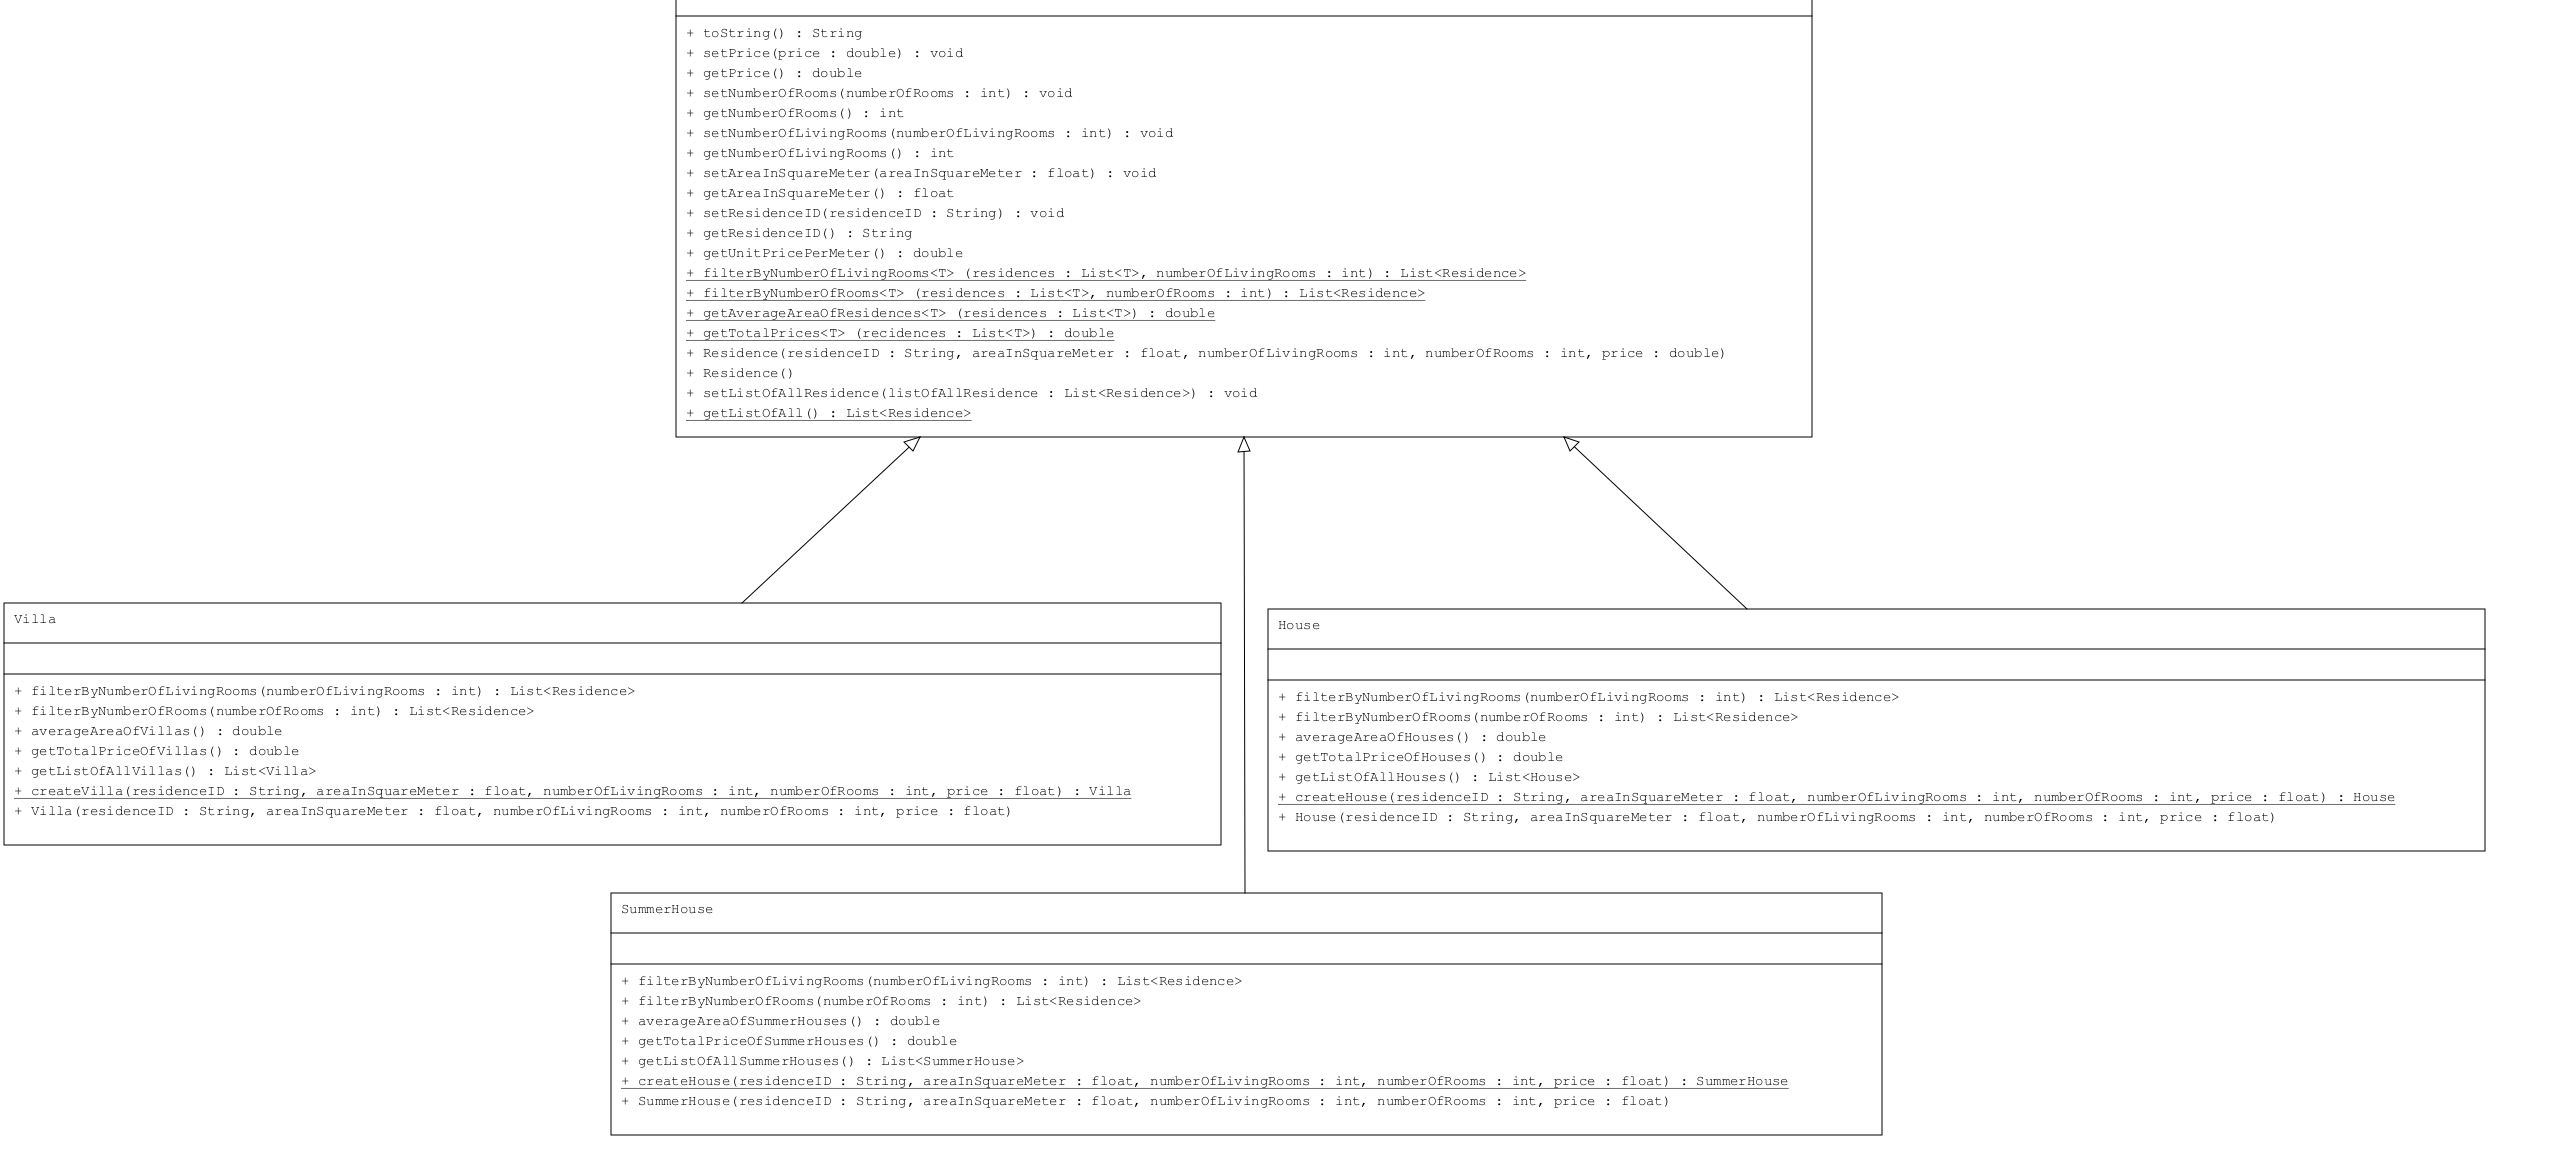 + toString() : String
+ setPrice(price : double) : void
+ getPrice() : double
+ setNumberOfRooms(numberOfRooms : int) : void
+ getNumberOfRooms() : int
+ setNumberOfLivingRooms(numberOfLivingRooms : int) : void
+ getNumberOfLivingRooms() : int
+ setAreaInSquareMeter(areaInSquareMeter : float) : void
+ getAreaInSquareMeter() : float
+ setResidenceID(residenceID : String) : void
+ getResidenceID() : String
+ getUnitPricePerMeter() : double
+ filterByNumberOfLivingRooms<T> (residences : List<T>, numberOfLivingRooms : int) : List<Residence>
+ filterByNumberOfRooms<T> (residences : List<T>, numberOfRooms : int) : List<Residence>
+ getAverageAreaOfResidences<T> (residences : List<T>) : double
+ getTotalPrices<T> (recidences : List<T>) : double
+ Residence(residenceID : String, areaInSquareMeter : float, numberOfLivingRooms : int, numberOfRooms : int, price : double)
+ Residence()
+ setListOfAllResidence(listOfAllResidence : List<Residence>) : void
+ getListOfAll() : List<Residence>
Villa
+ filterByNumberOfLivingRooms(numberOfLivingRooms : int) : List<Residence>
+ filterByNumberOfRooms(numberOfRooms : int) : List<Residence>
+ averageAreaOfVillas() : double
+ getTotalPriceOfVillas() : double
+ getListOfAllVillas() : List<Villa>
+ createVilla(residenceID : String, areaInSquareMeter : float, numberOfLivingRooms : int, numberOfRooms : int, price : float) : Villa
+ Villa(residenceID : String, areaInSquareMeter : float, numberOfLivingRooms : int, numberOfRooms : int, price : float)
House
+ filterByNumberOfLivingRooms(numberOfLivingRooms : int) : List<Residence>
+ filterByNumberOfRooms(numberOfRooms : int) : List<Residence>
+ averageAreaOfHouses() : double
+ getTotalPriceOfHouses() : double
+ getListOfAllHouses() : List<House>
+ createHouse(residenceID : String, areaInSquareMeter : float, numberOfLivingRooms : int, numberOfRooms : int, price : float) : House
+ House(residenceID : String, areaInSquareMeter : float, numberOfLivingRooms : int, numberOfRooms : int, price : float)
SummerHouse
+ filterByNumberOfLivingRooms(numberOfLivingRooms : int) : List<Residence>
+ filterByNumberOfRooms(numberOfRooms : int) : List<Residence>
+ averageAreaOfSummerHouses() : double
+ getTotalPriceOfSummerHouses() : double
+ getListOfAllSummerHouses() : List<SummerHouse>
+ createHouse(residenceID : String, areaInSquareMeter : float, numberOfLivingRooms : int, numberOfRooms : int, price : float) : SummerHouse
+ SummerHouse(residenceID : String, areaInSquareMeter : float, numberOfLivingRooms : int, numberOfRooms : int, price : float)